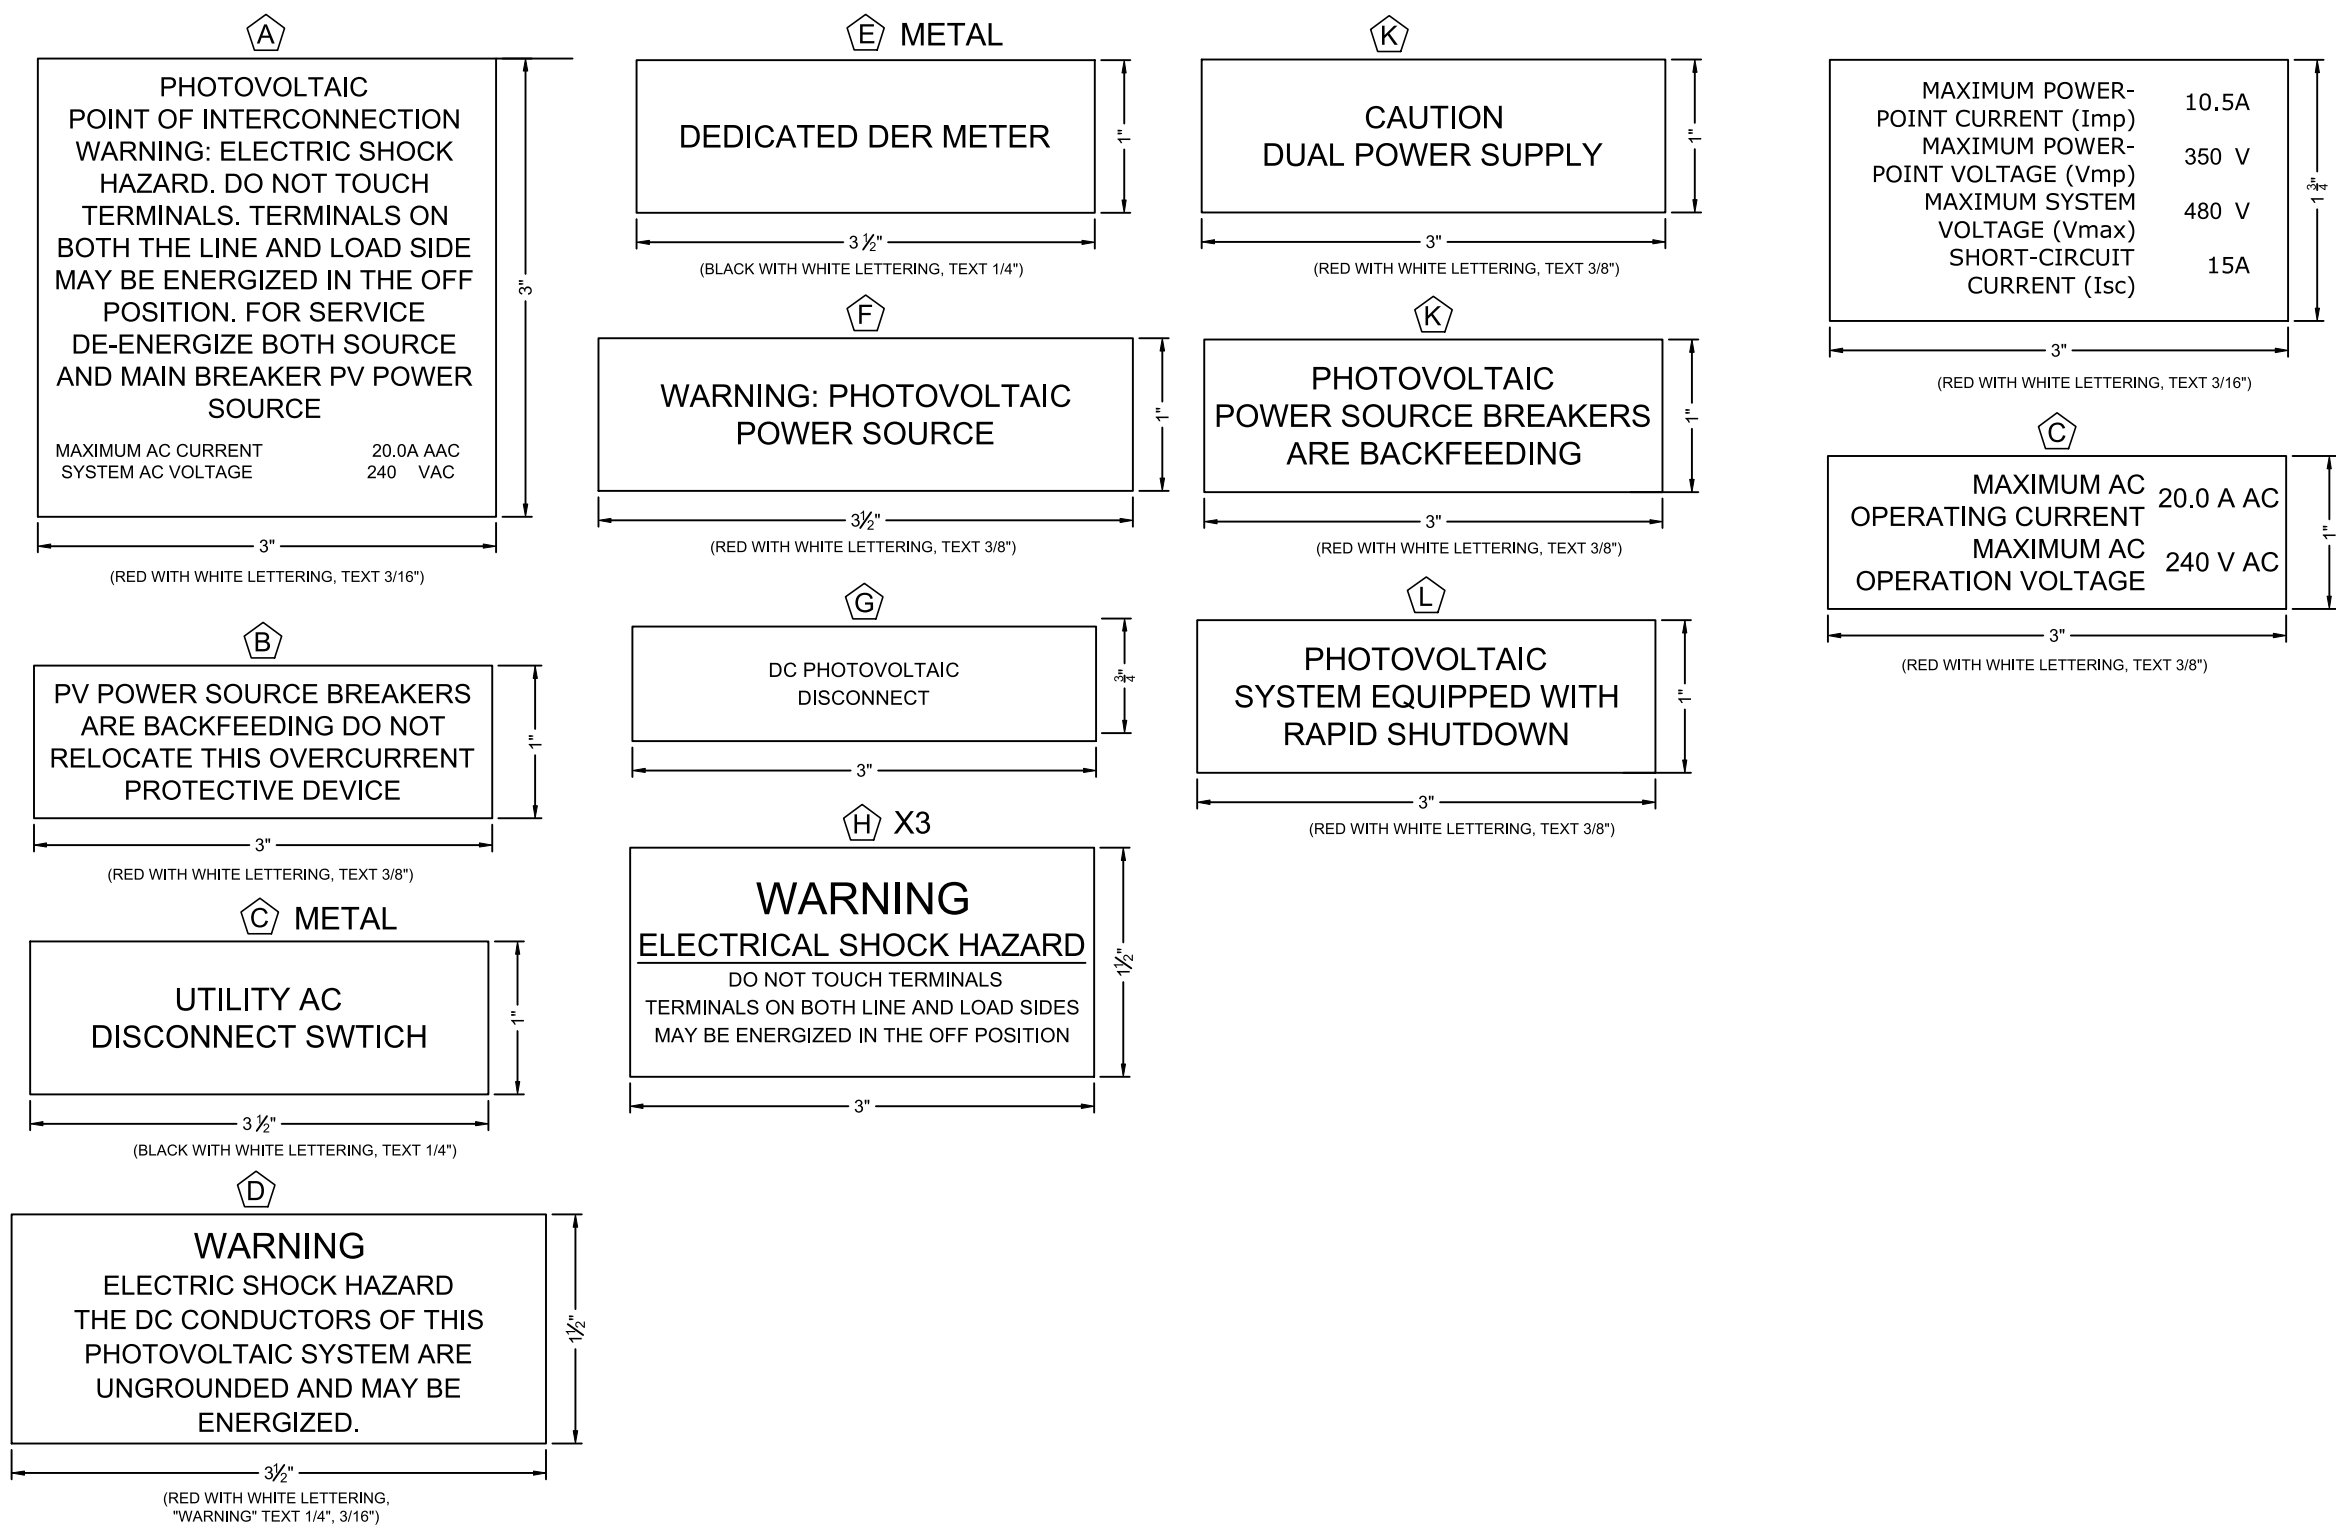 A
PHOTOVOLTAIC
POINT OF INTERCONNECTION
WARNING: ELECTRIC SHOCK
HAZARD. DO NOT TOUCH
TERMINALS. TERMINALS ON
BOTH THE LINE AND LOAD SIDE
MAY BE ENERGIZED IN THE OFF
POSITION. FOR SERVICE
DE-ENERGIZE BOTH SOURCE
AND MAIN BREAKER PV POWER
SOURCE
MAXIMUM AC CURRENT 20.0A AAC
SYSTEM AC VOLTAGE 240 VAC
3"
3"
(RED WITH WHITE LETTERING, TEXT 3/16")
B
PV POWER SOURCE BREAKERS
ARE BACKFEEDING DO NOT
RELOCATE THIS OVERCURRENT
PROTECTIVE DEVICE
1"
3"
(RED WITH WHITE LETTERING, TEXT 3/8")
C METAL
UTILITY AC
DISCONNECT SWTICH
1"
3 ½"
(BLACK WITH WHITE LETTERING, TEXT 1/4")
D
WARNING
ELECTRIC SHOCK HAZARD
THE DC CONDUCTORS OF THIS
PHOTOVOLTAIC SYSTEM ARE
UNGROUNDED AND MAY BE
ENERGIZED.
1½"
3½"
(RED WITH WHITE LETTERING,
"WARNING" TEXT 1/4", 3/16")
E METAL
DEDICATED DER METER
1"
3 ½"
(BLACK WITH WHITE LETTERING, TEXT 1/4")
F
WARNING: PHOTOVOLTAIC
POWER SOURCE
1"
3½"
(RED WITH WHITE LETTERING, TEXT 3/8")
G
DC PHOTOVOLTAIC
DISCONNECT
¾"
3"
H X3
WARNING
ELECTRICAL SHOCK HAZARD
DO NOT TOUCH TERMINALS
TERMINALS ON BOTH LINE AND LOAD SIDES
MAY BE ENERGIZED IN THE OFF POSITION
1½"
3"
K
CAUTION
DUAL POWER SUPPLY
1"
3"
(RED WITH WHITE LETTERING, TEXT 3/8")
K
PHOTOVOLTAIC
POWER SOURCE BREAKERS
ARE BACKFEEDING
1"
3"
(RED WITH WHITE LETTERING, TEXT 3/8")
L
PHOTOVOLTAIC
SYSTEM EQUIPPED WITH
RAPID SHUTDOWN
1"
3"
(RED WITH WHITE LETTERING, TEXT 3/8")
MAXIMUM POWER-
POINT CURRENT (Imp) 10.5A
MAXIMUM POWER-
POINT VOLTAGE (Vmp) 350 V
MAXIMUM SYSTEM
VOLTAGE (Vmax) 480 V
SHORT-CIRCUIT
CURRENT (Isc) 15A
1 ¾"
3"
(RED WITH WHITE LETTERING, TEXT 3/16")
C
MAXIMUM AC
OPERATING CURRENT 20.0 A AC
MAXIMUM AC
OPERATION VOLTAGE 240 V AC
1"
3"
(RED WITH WHITE LETTERING, TEXT 3/8")